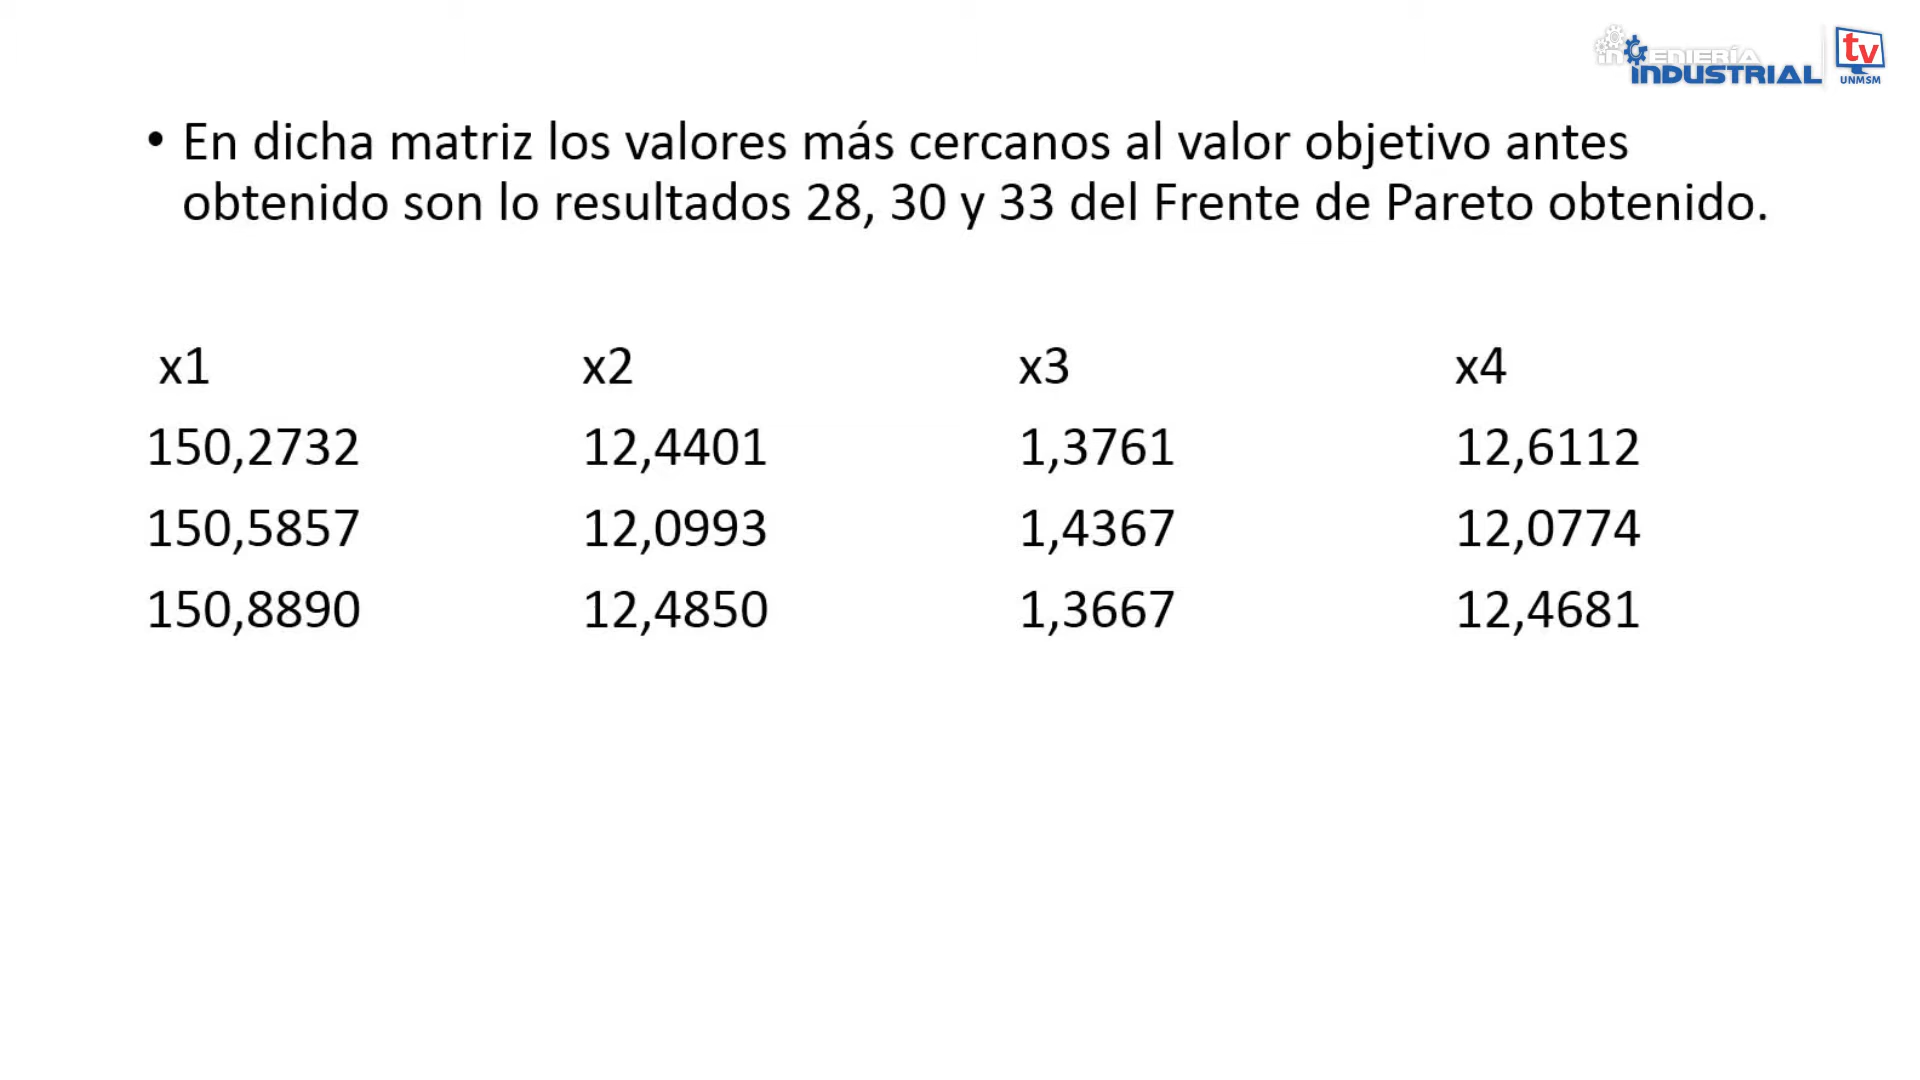 INGENIERÍA
INDUSTRIAL
tv
UNMSM
• En dicha matriz los valores más cercanos al valor objetivo antes
obtenido son lo resultados 28, 30 y 33 del Frente de Pareto obtenido.
x1 x2 x3 x4
150,2732 12,4401 1,3761 12,6112
150,5857 12,0993 1,4367 12,0774
150,8890 12,4850 1,3667 12,4681